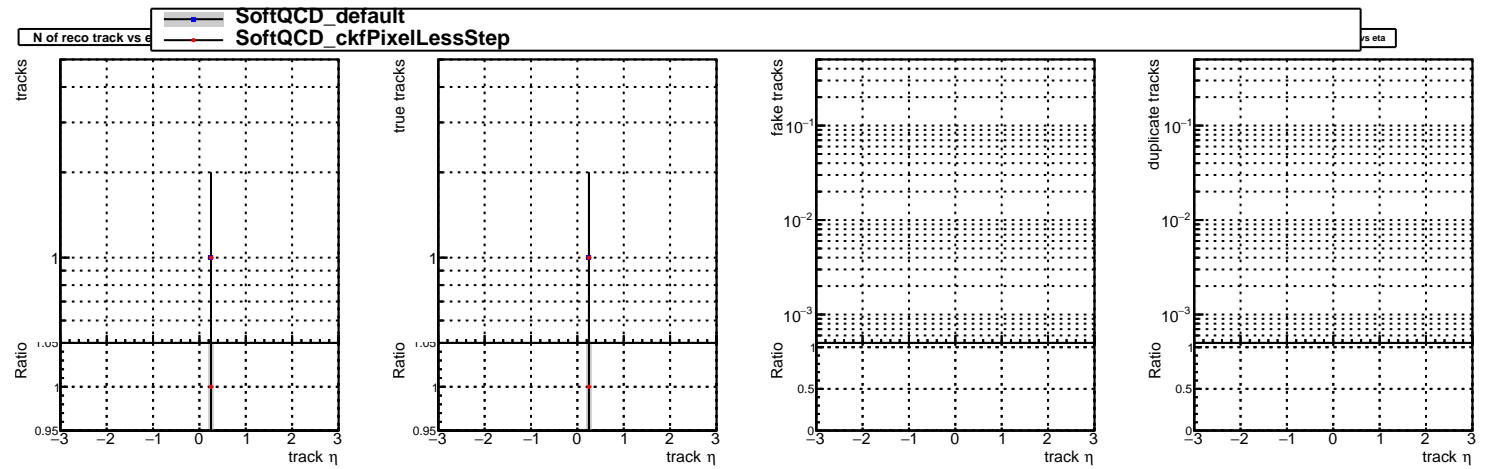 SoftQCD_default
SoftQCD_ckfPixelLessStep
N of reco track vs e
vs eta
tracks
1
Ratio
1.05
1
0.95
−3 −2 −1 0 1 2 3
track η
true tracks
1
Ratio
1.05
1
0.95
−3 −2 −1 0 1 2 3
track η
fake tracks
10⁻¹
10⁻²
10⁻³
Ratio
1
0.5
0
−3 −2 −1 0 1 2 3
track η
duplicate tracks
10⁻¹
10⁻²
10⁻³
Ratio
1
0.5
0
−3 −2 −1 0 1 2 3
track η